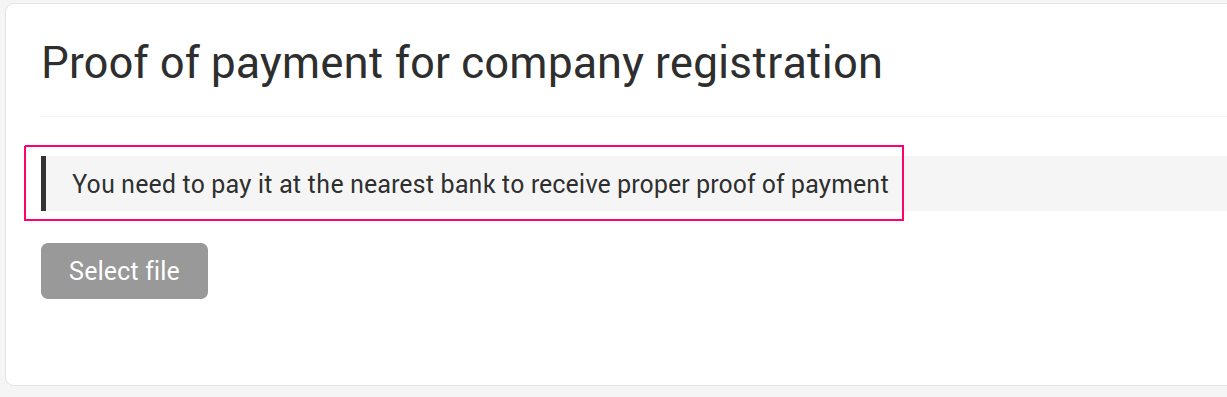 Proof of payment for company registration
You need to pay it at the nearest bank to receive proper proof of payment
Select file